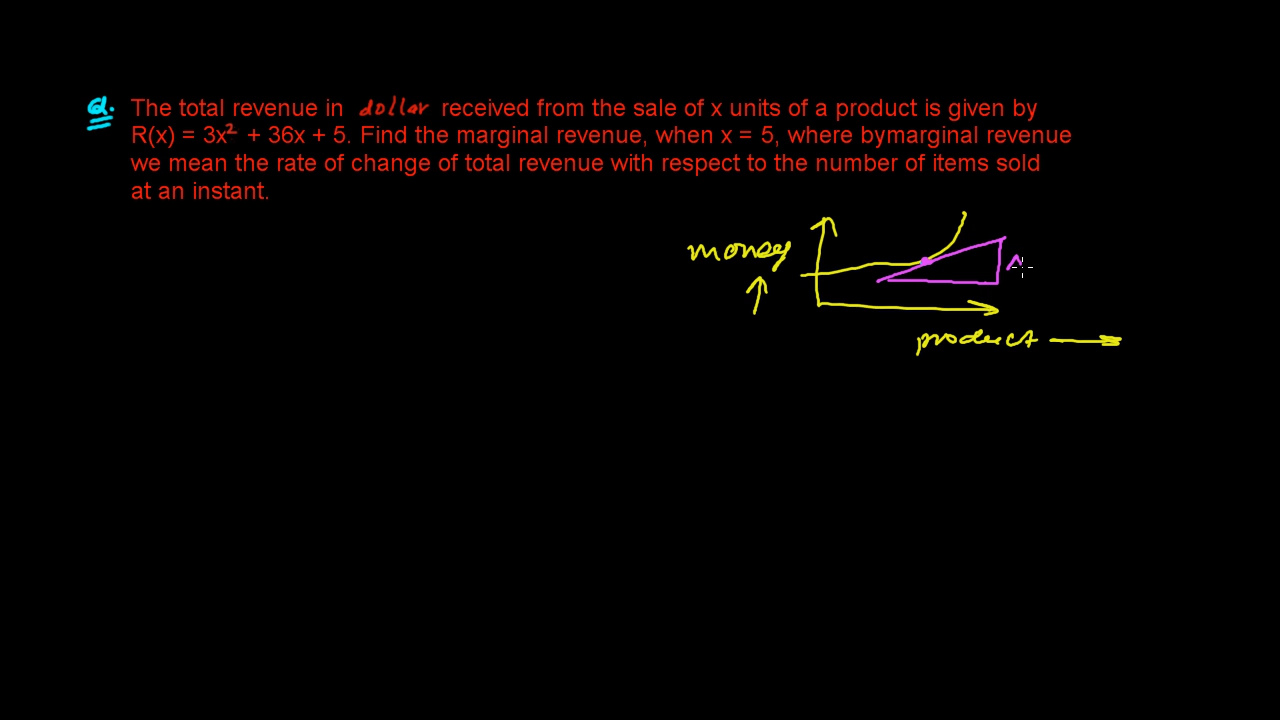 Q. The total revenue in dollar received from the sale of x units of a product is given by
R(x) = 3x² + 36x + 5. Find the marginal revenue, when x = 5, where bymarginal revenue
we mean the rate of change of total revenue with respect to the number of items sold
at an instant.
money
product